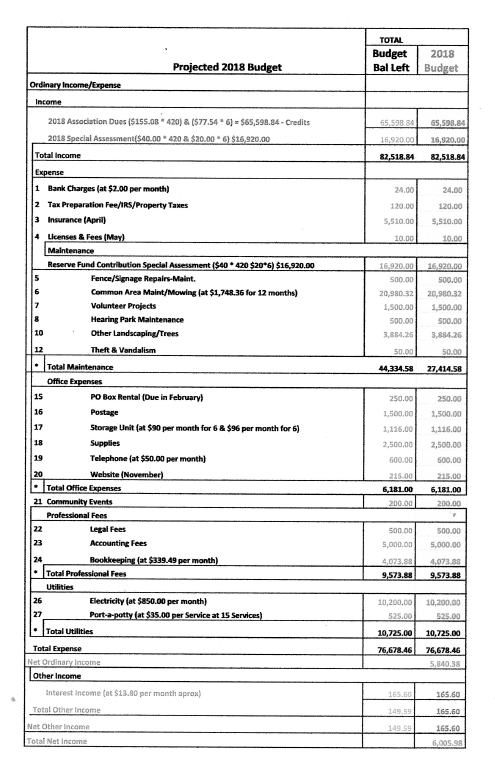 TOTAL
Projected 2018 Budget Budget Bal Left 2018 Budget
Ordinary Income/Expense
Income
2018 Association Dues ($155.08 * 420) & ($77.54 * 6) = $65,598.84 - Credits 65,598.84 65,598.84
2018 Special Assessment($40.00 * 420 & $20.00 * 6) $16,920.00 16,920.00 16,920.00
Total Income 82,518.84 82,518.84
Expense
1 Bank Charges (at $2.00 per month) 24.00 24.00
2 Tax Preparation Fee/IRS/Property Taxes 120.00 120.00
3 Insurance (April) 5,510.00 5,510.00
4 Licenses & Fees (May) 10.00 10.00
Maintenance
Reserve Fund Contribution Special Assessment ($40 * 420 $20*6) $16,920.00 16,920.00 16,920.00
5 Fence/Signage Repairs-Maint. 500.00 500.00
6 Common Area Maint/Mowing (at $1,748.36 for 12 months) 20,980.32 20,980.32
7 Volunteer Projects 1,500.00 1,500.00
8 Hearing Park Maintenance 500.00 500.00
10 Other Landscaping/Trees 3,884.26 3,884.26
12 Theft & Vandalism 50.00 50.00
* Total Maintenance 44,334.58 27,414.58
Office Expenses
15 PO Box Rental (Due in February) 250.00 250.00
16 Postage 1,500.00 1,500.00
17 Storage Unit (at $90 per month for 6 & $96 per month for 6) 1,116.00 1,116.00
18 Supplies 2,500.00 2,500.00
19 Telephone (at $50.00 per month) 600.00 600.00
20 Website (November) 215.00 215.00
* Total Office Expenses 6,181.00 6,181.00
21 Community Events 200.00 200.00
Professional Fees
22 Legal Fees 500.00 500.00
23 Accounting Fees 5,000.00 5,000.00
24 Bookkeeping (at $339.49 per month) 4,073.88 4,073.88
* Total Professional Fees 9,573.88 9,573.88
Utilities
26 Electricity (at $850.00 per month) 10,200.00 10,200.00
27 Port-a-potty (at $35.00 per Service at 15 Services) 525.00 525.00
* Total Utilities 10,725.00 10,725.00
Total Expense 76,678.46 76,678.46
Net Ordinary Income 5,840.38
Other Income
Interest Income (at $13.80 per month aprox) 165.60 165.60
Total Other Income 149.59 165.60
Net Other Income 149.59 165.60
Total Net Income 6,005.98